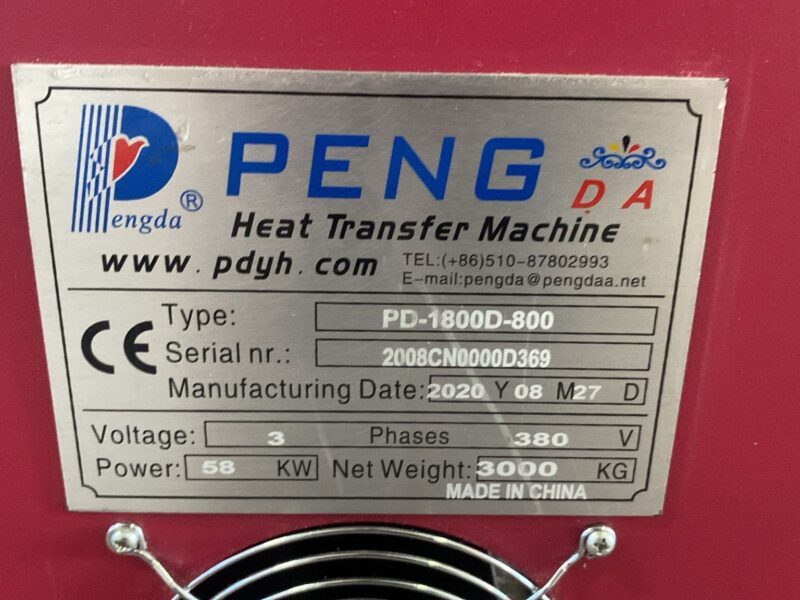 PENG DA
engda ®
Heat Transfer Machine
www.pdyh.com
TEL:(+86)510-87802993
E-mail:pengda@pengdaa.net
CE
Type: PD-1800D-800
Serial nr.: 2008CN0000D369
Manufacturing Date: 2020 Y 08 M 27 D
Voltage: 3 Phases 380 V
Power: 58 KW Net Weight: 3000 KG
MADE IN CHINA